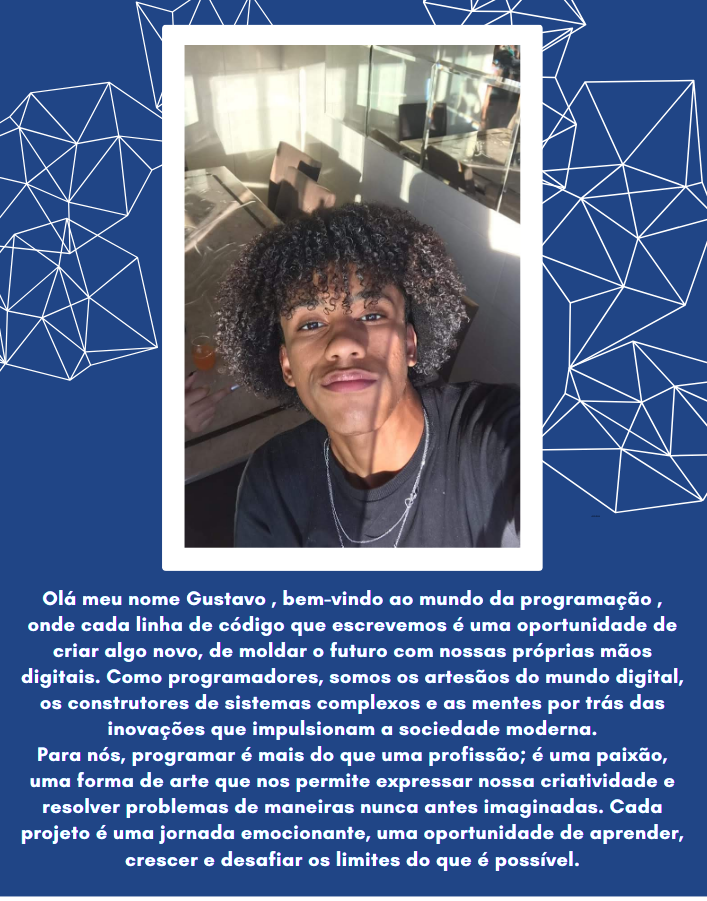 Olá meu nome Gustavo , bem-vindo ao mundo da programação ,
onde cada linha de código que escrevemos é uma oportunidade de
criar algo novo, de moldar o futuro com nossas próprias mãos
digitais. Como programadores, somos os artesãos do mundo digital,
os construtores de sistemas complexos e as mentes por trás das
inovações que impulsionam a sociedade moderna.
Para nós, programar é mais do que uma profissão; é uma paixão,
uma forma de arte que nos permite expressar nossa criatividade e
resolver problemas de maneiras nunca antes imaginadas. Cada
projeto é uma jornada emocionante, uma oportunidade de aprender,
crescer e desafiar os limites do que é possível.